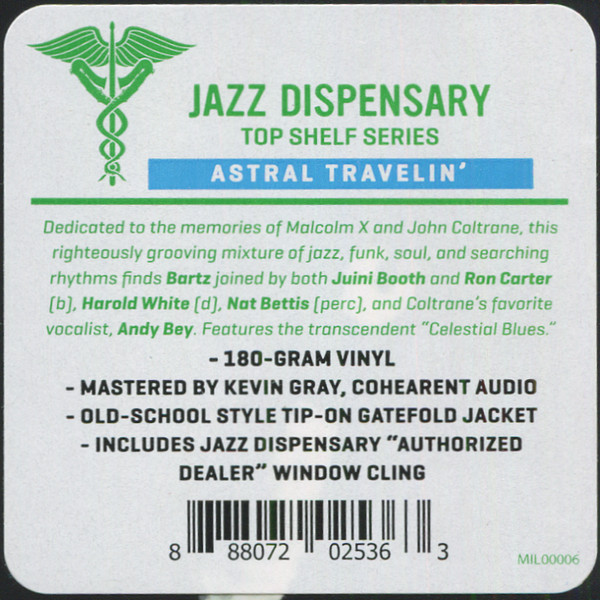 JAZZ DISPENSARY
TOP SHELF SERIES
ASTRAL TRAVELIN'
Dedicated to the memories of Malcolm X and John Coltrane, this
righteously grooving mixture of jazz, funk, soul, and searching
rhythms finds Bartz joined by both Juini Booth and Ron Carter
(b), Harold White (d), Nat Bettis (perc), and Coltrane's favorite
vocalist, Andy Bey. Features the transcendent "Celestial Blues."
- 180-GRAM VINYL
- MASTERED BY KEVIN GRAY, COHEARENT AUDIO
- OLD-SCHOOL STYLE TIP-ON GATEFOLD JACKET
- INCLUDES JAZZ DISPENSARY "AUTHORIZED
DEALER" WINDOW CLING
8 88072 02536 3
MIL00006